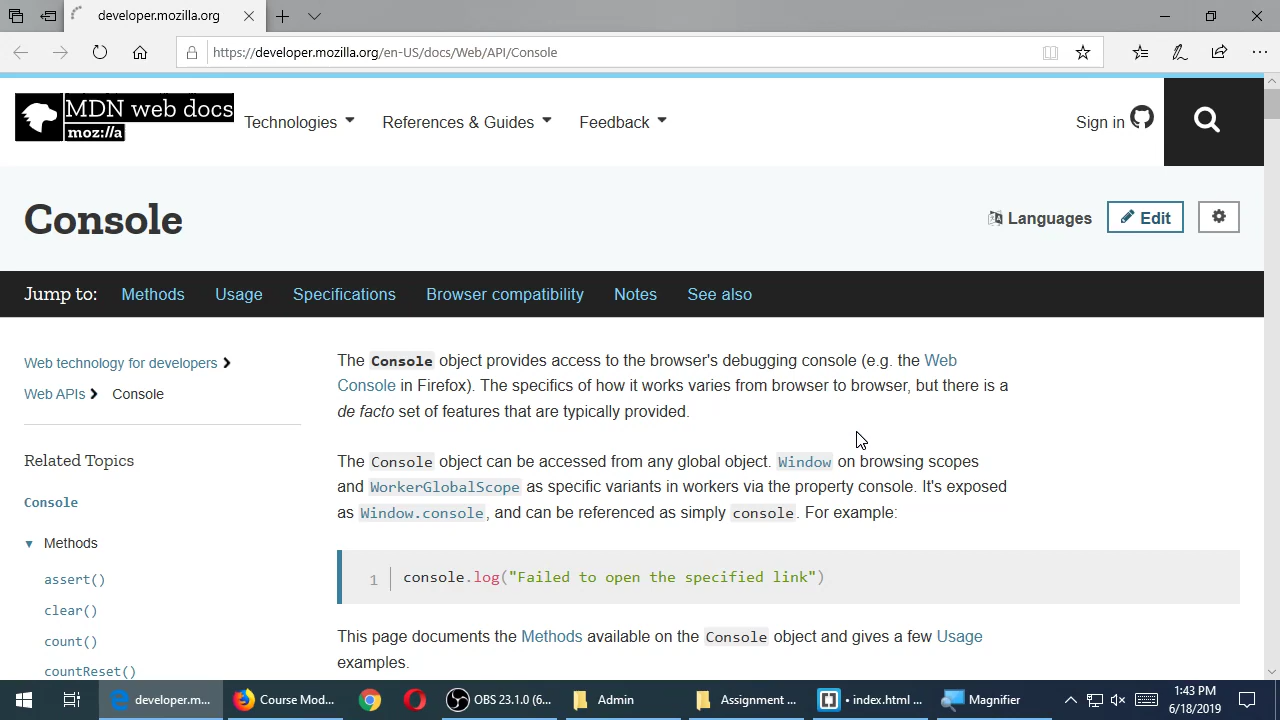 developer.mozilla.org
https://developer.mozilla.org/en-US/docs/Web/API/Console
MDN web docs
moz://a
Technologies
References & Guides
Feedback
Sign in
Console
Languages
Edit
Jump to: Methods Usage Specifications Browser compatibility Notes See also
Web technology for developers
Web APIs Console
Related Topics
Console
Methods
assert()
clear()
count()
countReset()
The Console object provides access to the browser's debugging console (e.g. the Web
Console in Firefox). The specifics of how it works varies from browser to browser, but there is a
de facto set of features that are typically provided.
The Console object can be accessed from any global object. Window on browsing scopes
and WorkerGlobalScope as specific variants in workers via the property console. It's exposed
as Window.console, and can be referenced as simply console. For example:
1 console.log("Failed to open the specified link")
This page documents the Methods available on the Console object and gives a few Usage
examples.
developer.m...
Course Mod...
OBS 23.1.0 (6...
Admin
Assignment ...
• index.html ...
Magnifier
1:43 PM
6/18/2019